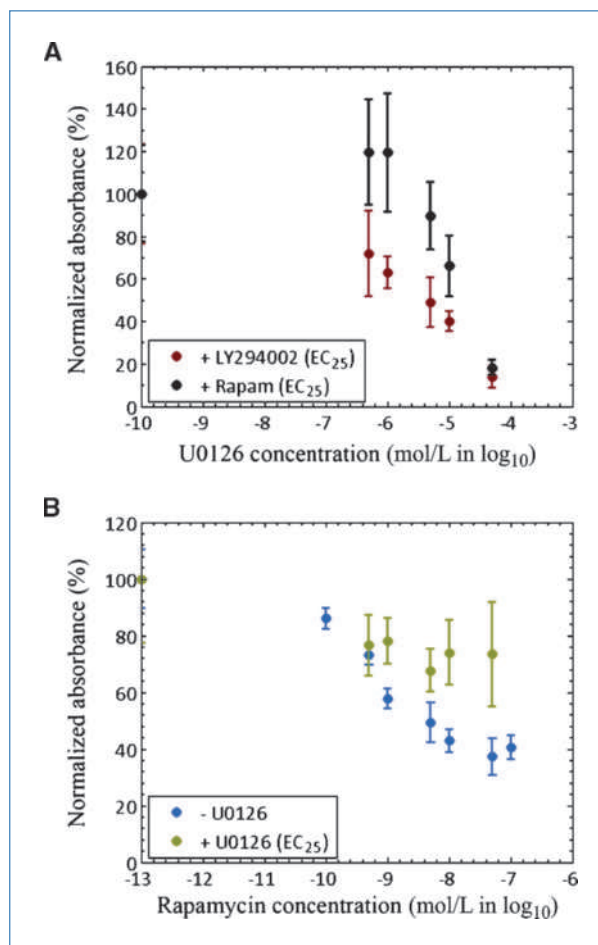 A
160
140
120
100
80
60
40
20
0
Normalized absorbance (%)
+ LY294002 (EC25)
+ Rapam (EC25)
-10 -9 -8 -7 -6 -5 -4 -3
U0126 concentration (mol/L in log10)
B
120
100
80
60
40
20
0
Normalized absorbance (%)
- U0126
+ U0126 (EC25)
-13 -12 -11 -10 -9 -8 -7 -6
Rapamycin concentration (mol/L in log10)